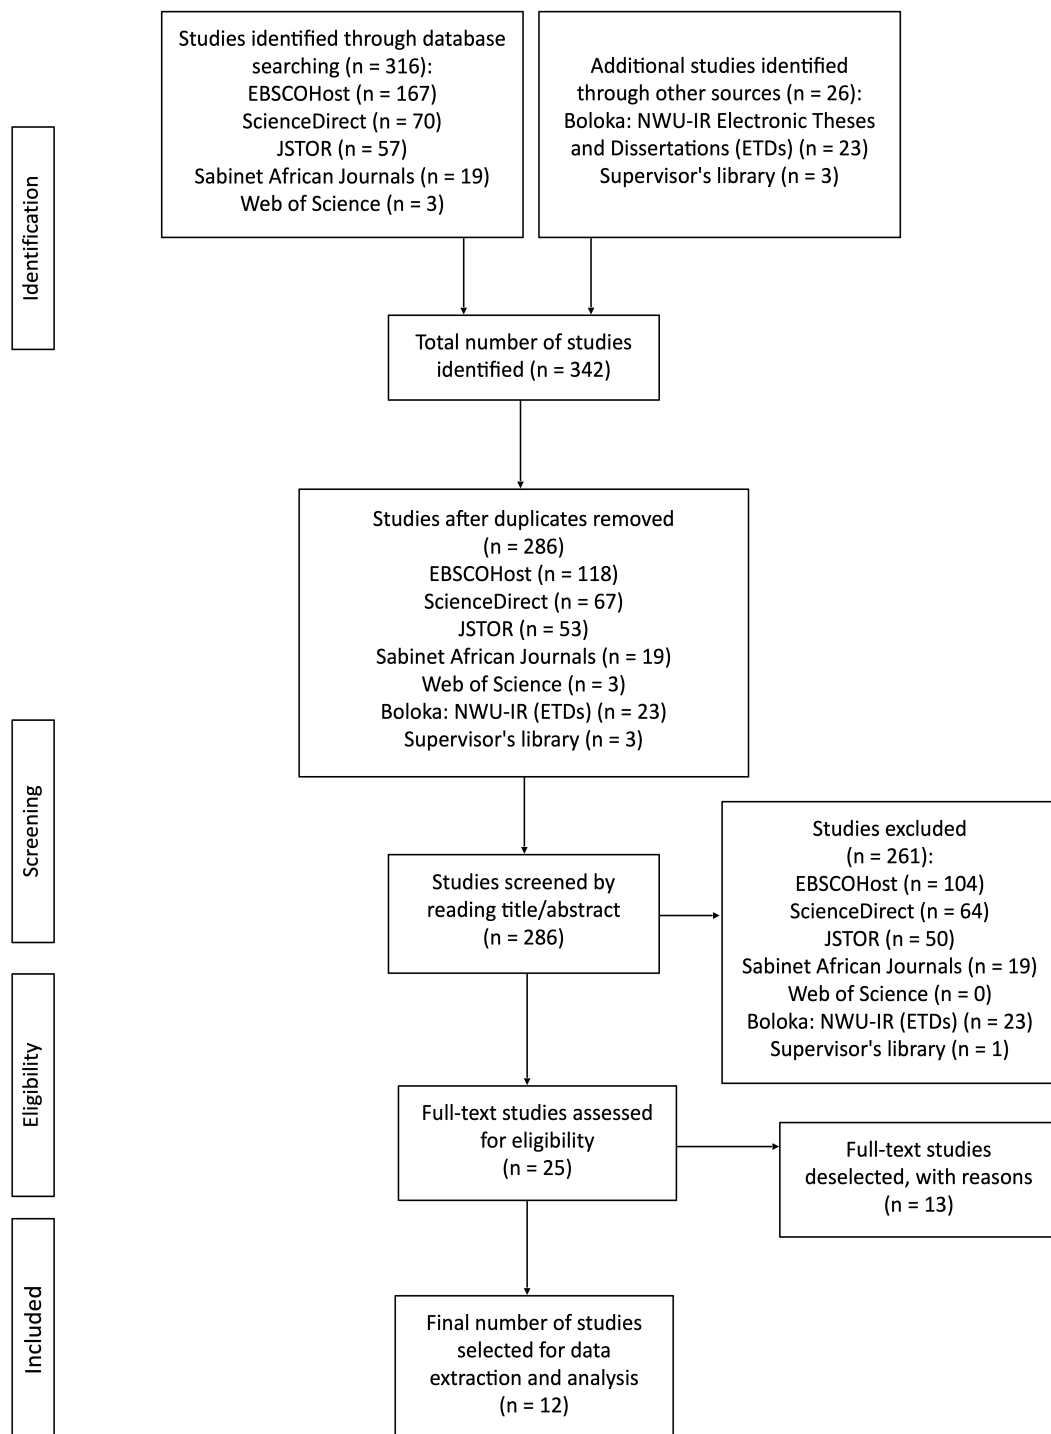 Studies identified through database
searching (n = 316):
EBSCOHost (n = 167)
ScienceDirect (n = 70)
JSTOR (n = 57)
Sabinet African Journals (n = 19)
Web of Science (n = 3)
Additional studies identified
through other sources (n = 26):
Boloka: NWU-IR Electronic Theses
and Dissertations (ETDs) (n = 23)
Supervisor's library (n = 3)
Identification
Total number of studies
identified (n = 342)
Studies after duplicates removed
(n = 286)
EBSCOHost (n = 118)
ScienceDirect (n = 67)
JSTOR (n = 53)
Sabinet African Journals (n = 19)
Web of Science (n = 3)
Boloka: NWU-IR (ETDs) (n = 23)
Supervisor's library (n = 3)
Screening
Studies screened by
reading title/abstract
(n = 286)
Studies excluded
(n = 261):
EBSCOHost (n = 104)
ScienceDirect (n = 64)
JSTOR (n = 50)
Sabinet African Journals (n = 19)
Web of Science (n = 0)
Boloka: NWU-IR (ETDs) (n = 23)
Supervisor's library (n = 1)
Eligibility
Full-text studies assessed
for eligibility
(n = 25)
Full-text studies
deselected, with reasons
(n = 13)
Included
Final number of studies
selected for data
extraction and analysis
(n = 12)